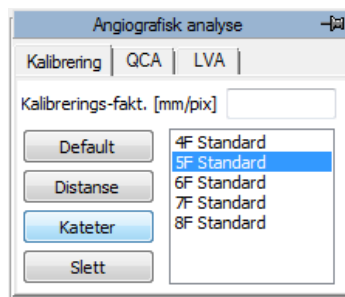 Angiografisk analyse
Kalibrering QCA LVA
Kalibrerings-fakt. [mm/pix]
Default
Distanse
Kateter
Slett
4F Standard
5F Standard
6F Standard
7F Standard
8F Standard